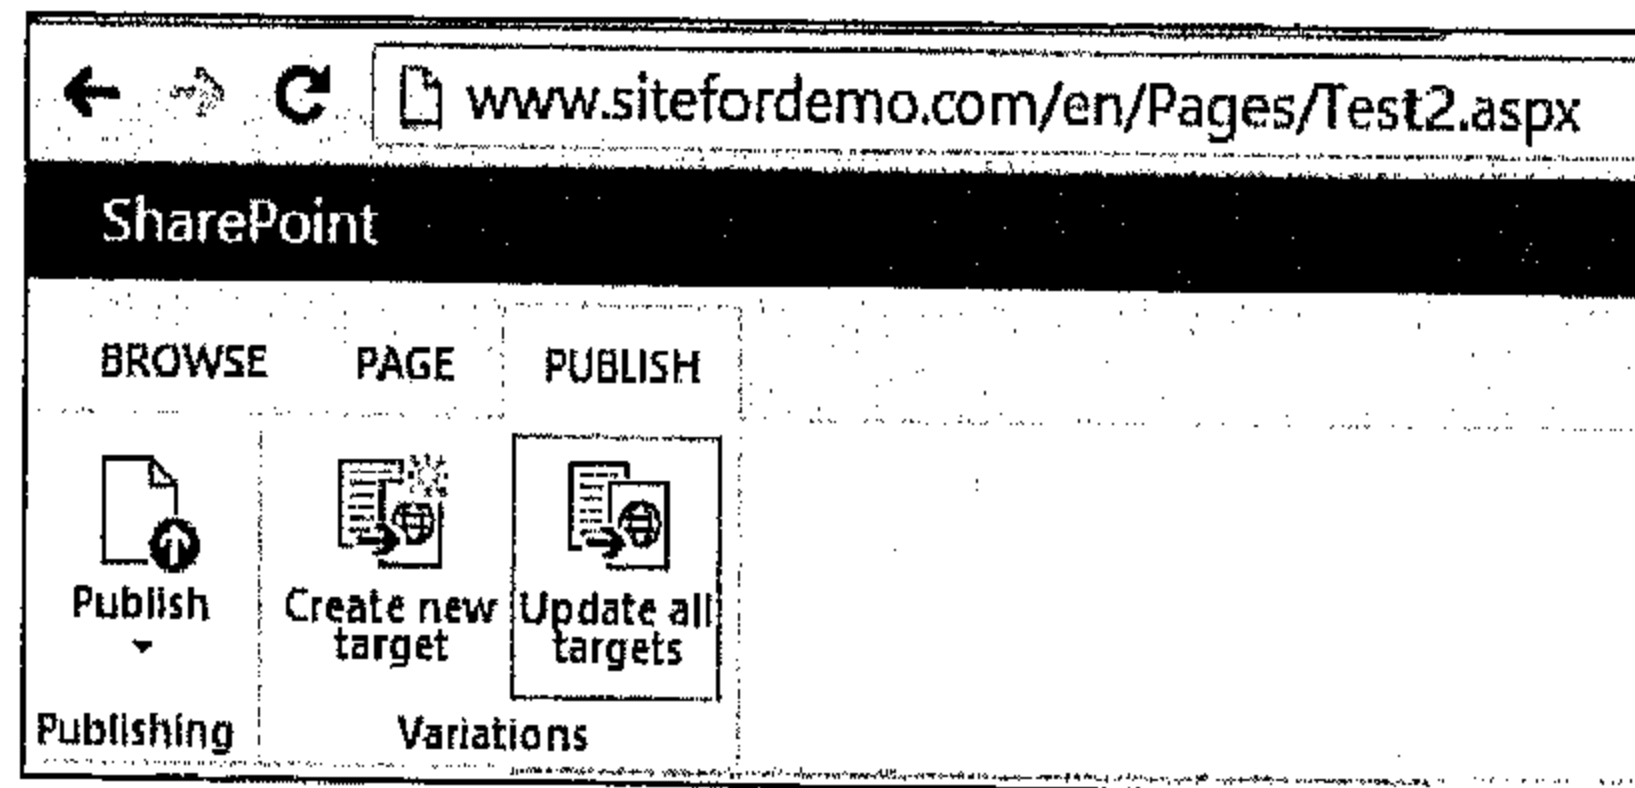 www.sitefordemo.com/en/Pages/Test2.aspx
SharePoint
BROWSE PAGE PUBLISH
Publish Create new Update all
target targets
Publishing Variations